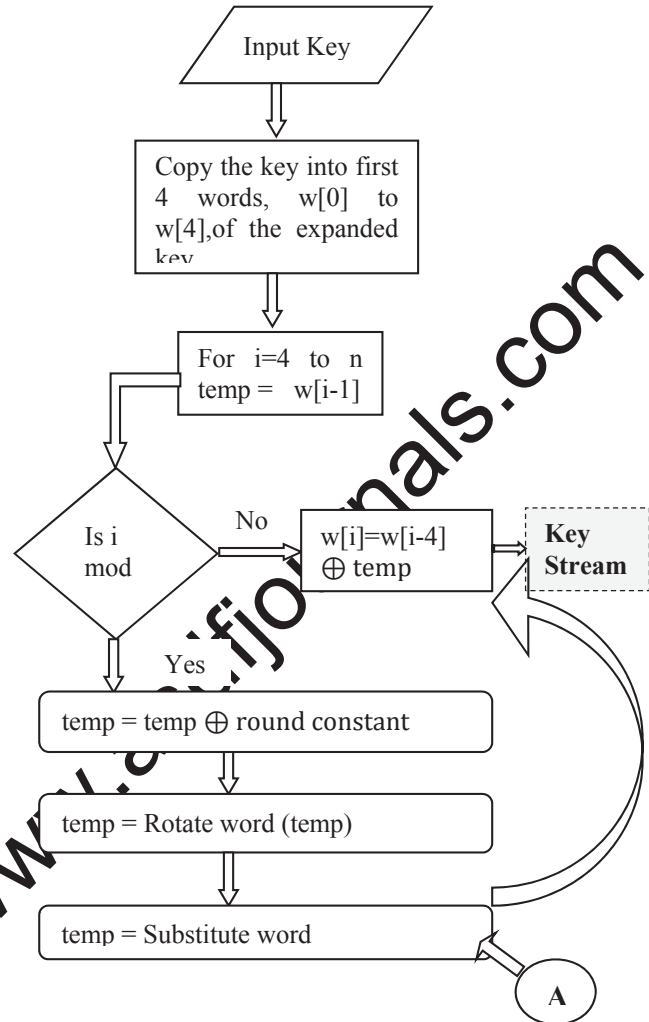 Input Key
Copy the key into first
4 words, w[0] to
w[4],of the expanded
key
For i=4 to n
temp = w[i-1]
Is i
mod
No
w[i]=w[i-4]
⊕ temp
Key
Stream
Yes
temp = temp ⊕ round constant
temp = Rotate word (temp)
temp = Substitute word
A